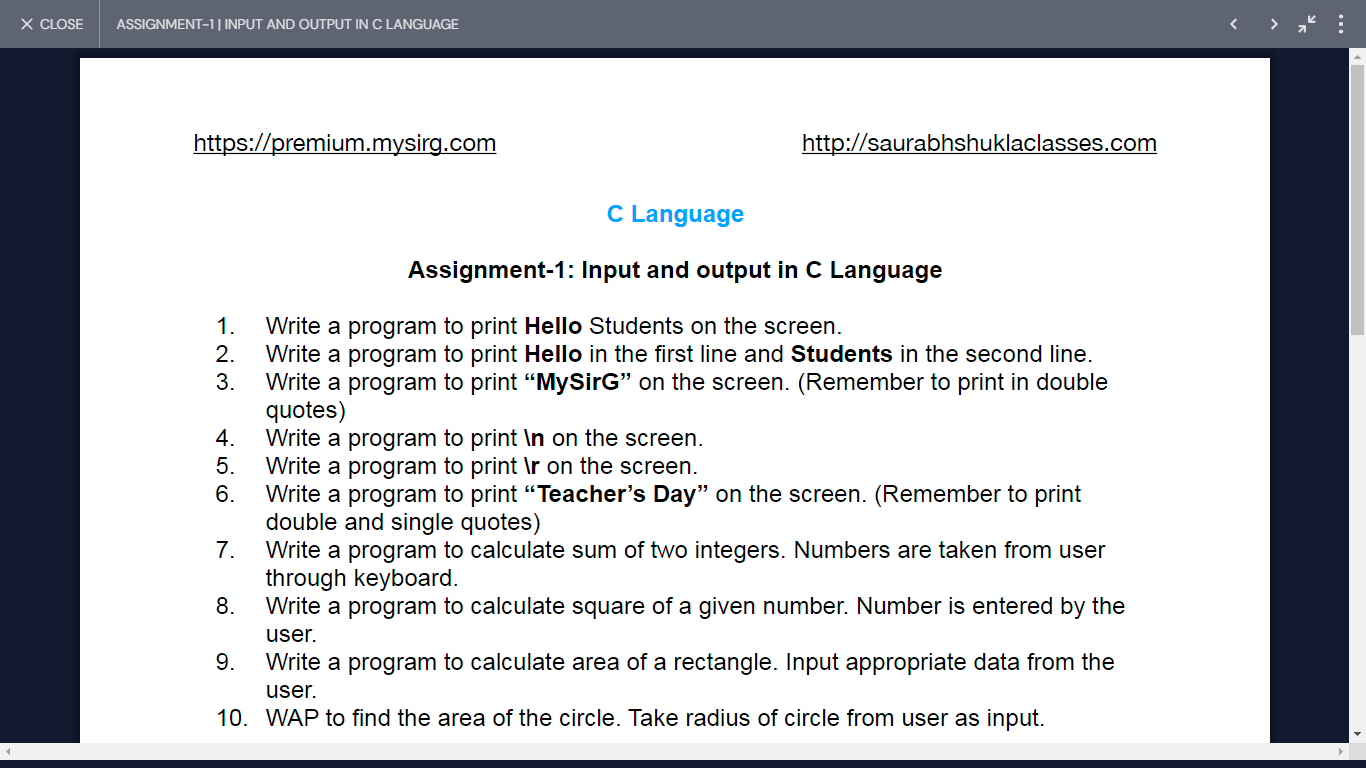 CLOSE
ASSIGNMENT-1 | INPUT AND OUTPUT IN C LANGUAGE
https://premium.mysirg.com
http://saurabhshuklaclasses.com
C Language
Assignment-1: Input and output in C Language
1. Write a program to print Hello Students on the screen.
2. Write a program to print Hello in the first line and Students in the second line.
3. Write a program to print “MySirG” on the screen. (Remember to print in double
quotes)
4. Write a program to print \n on the screen.
5. Write a program to print \r on the screen.
6. Write a program to print “Teacher’s Day” on the screen. (Remember to print
double and single quotes)
7. Write a program to calculate sum of two integers. Numbers are taken from user
through keyboard.
8. Write a program to calculate square of a given number. Number is entered by the
user.
9. Write a program to calculate area of a rectangle. Input appropriate data from the
user.
10. WAP to find the area of the circle. Take radius of circle from user as input.